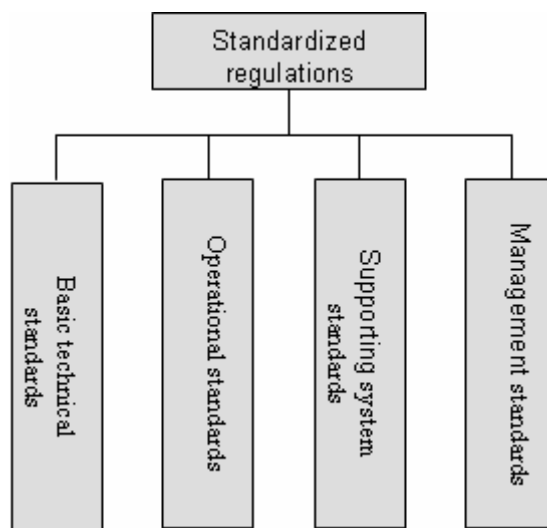 Standardized
regulations
Basic technical
standards
Operational standards
Supporting system
standards
Management standards